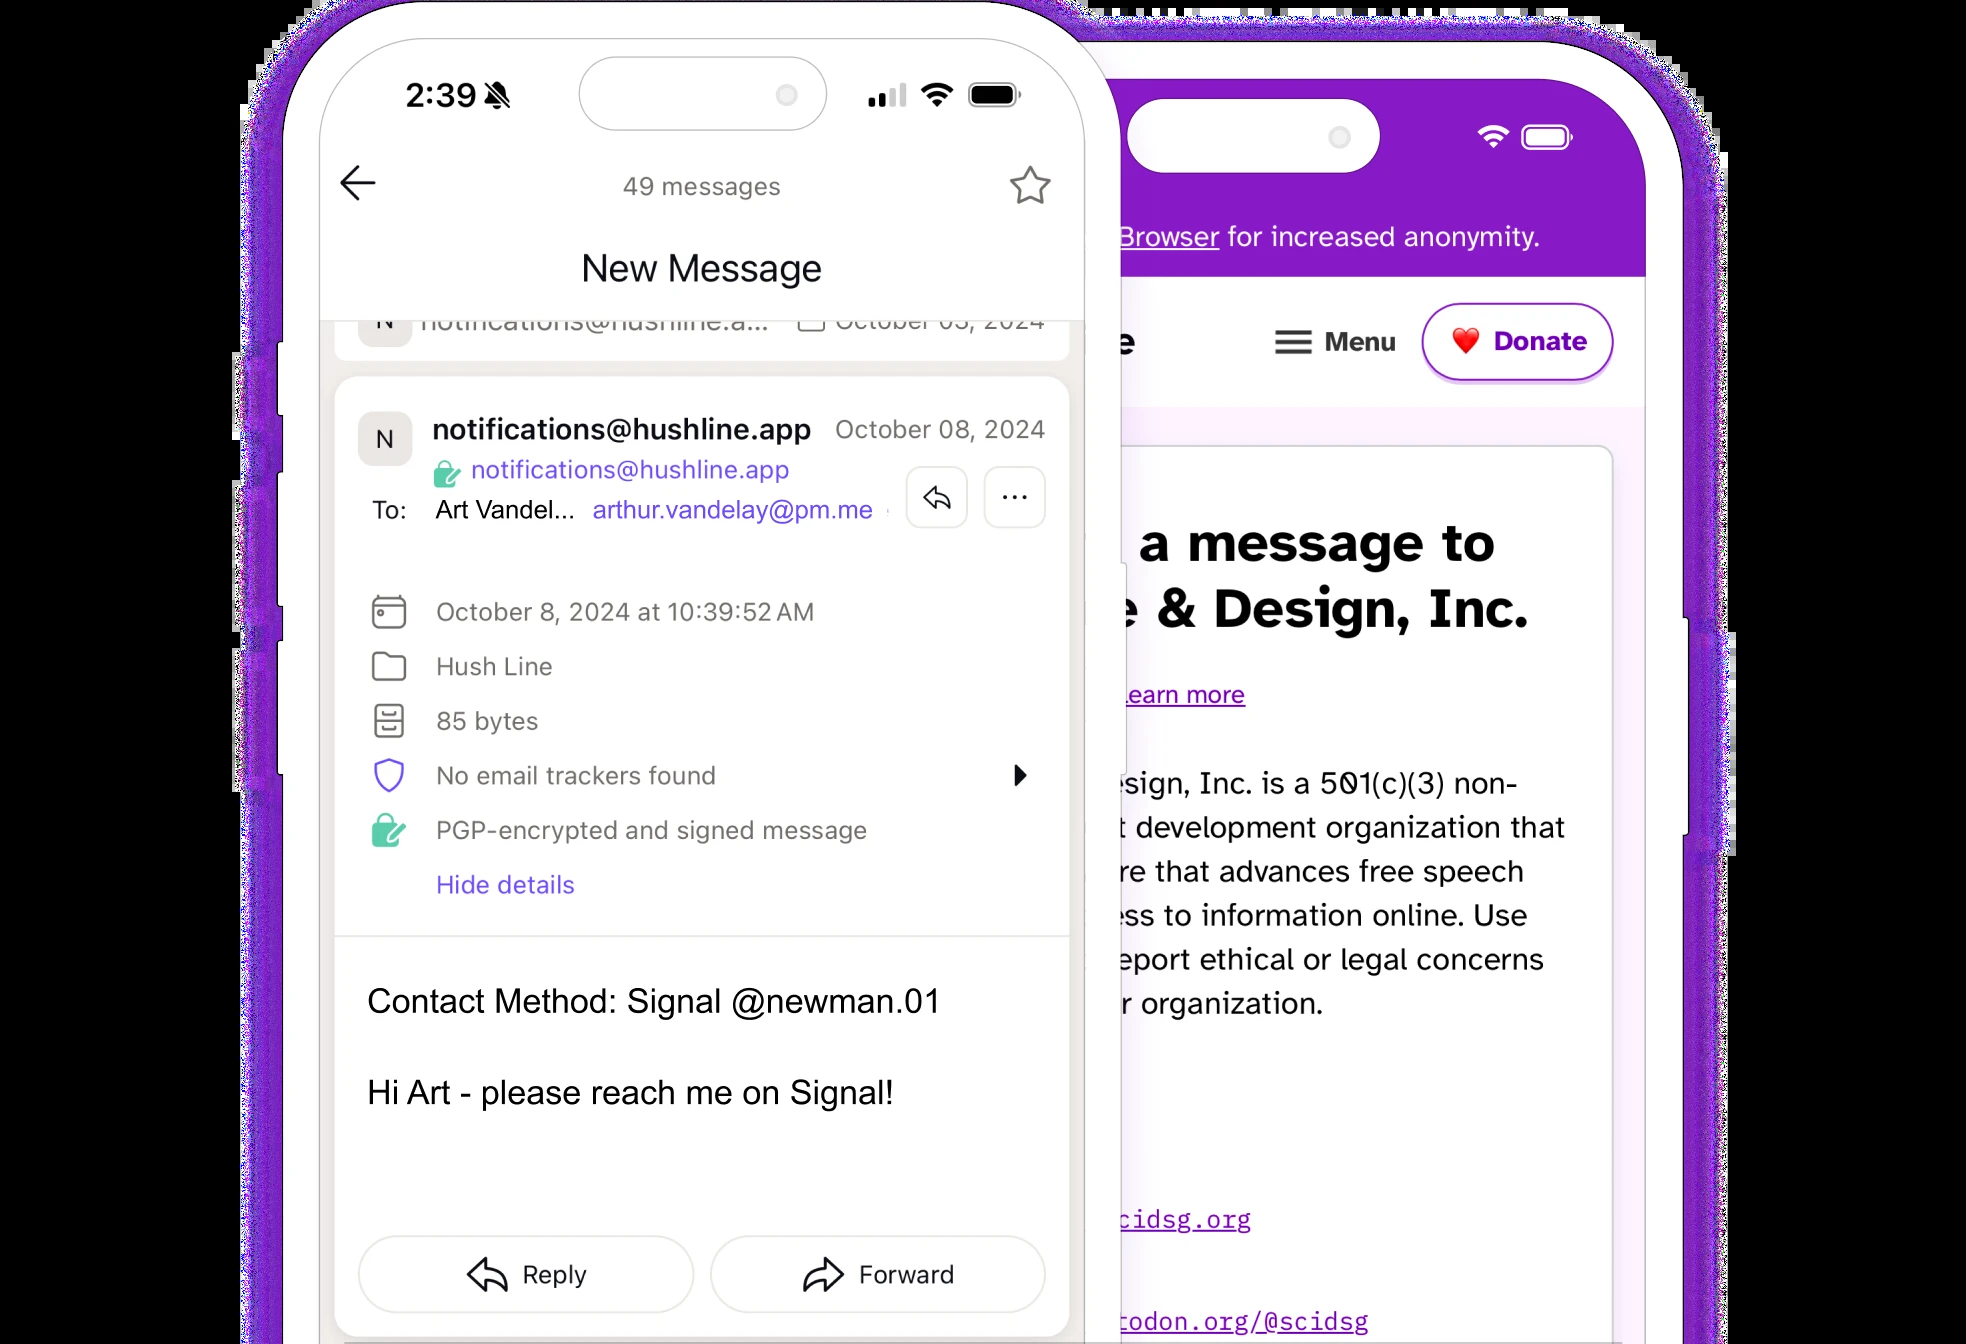 2:39
49 messages
New Message
notifications@hushline.a... October 03, 2024
N
notifications@hushline.app October 08, 2024
notifications@hushline.app
To: Art Vandel... arthur.vandelay@pm.me
October 8, 2024 at 10:39:52 AM
Hush Line
85 bytes
No email trackers found
PGP-encrypted and signed message
Hide details
Contact Method: Signal @newman.01
Hi Art - please reach me on Signal!
Reply Forward
Browser for increased anonymity.
e Menu Donate
a message to
e & Design, Inc.
earn more
esign, Inc. is a 501(c)(3) non-
t development organization that
re that advances free speech
ess to information online. Use
eport ethical or legal concerns
r organization.
cidsg.org
todon.org/@scidsg